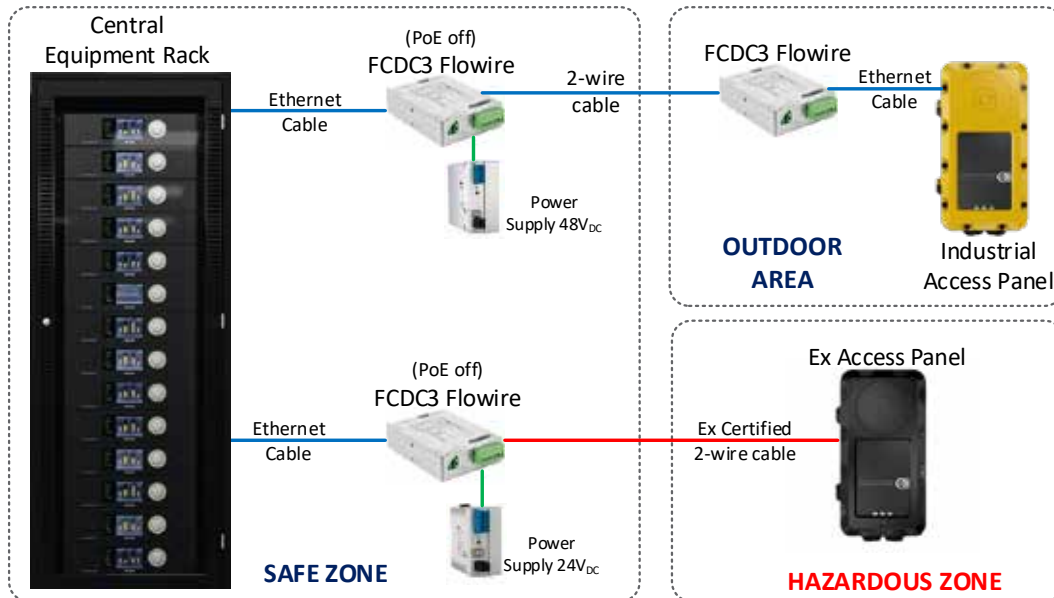 Central
Equipment Rack
Ethernet
Cable
(PoE off)
FCDC3 Flowire
2-wire
cable
Power
Supply 48VDC
FCDC3 Flowire
Ethernet
Cable
OUTDOOR
AREA
Industrial
Access Panel
Ethernet
Cable
(PoE off)
FCDC3 Flowire
Power
Supply 24VDC
SAFE ZONE
Ex Certified
2-wire cable
Ex Access Panel
HAZARDOUS ZONE